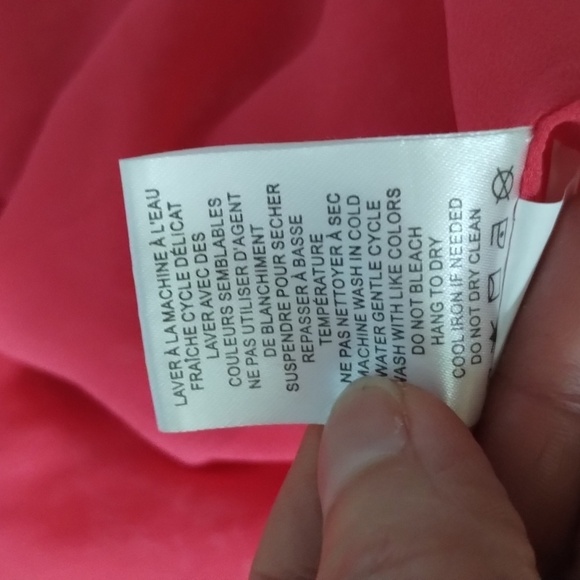 LAVER À LA MACHINE À L'EAU
FRAÎCHE CYCLE DÉLICAT
LAVER AVEC DES
COULEURS SEMBLABLES
NE PAS UTILISER D'AGENT
DE BLANCHIMENT
SUSPENDRE POUR SECHER
REPASSER À BASSE
TEMPÉRATURE
NE PAS NETTOYER À SEC
MACHINE WASH IN COLD
WATER GENTLE CYCLE
WASH WITH LIKE COLORS
DO NOT BLEACH
HANG TO DRY
COOL IRON IF NEEDED
DO NOT DRY CLEAN